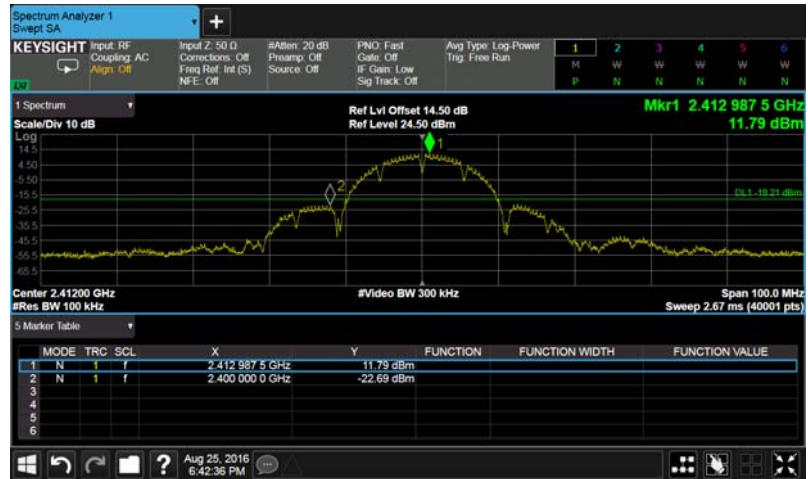 Spectrum Analyzer 1
Swept SA
+
KEYSIGHT
Input: RF
Coupling: AC
Align: Off
Input Z: 50 Ω
Corrections: Off
Freq Ref: Int (S)
NFE: Off
#Atten: 20 dB
Preamp: Off
Source: Off
PNO: Fast
Gate: Off
IF Gain: Low
Sig Track: Off
Avg Type: Log-Power
Trig: Free Run
1 2 3 4 5 6
M W W W W W
P N N N N N
1 Spectrum
Scale/Div 10 dB
Ref Lvl Offset 14.50 dB
Ref Level 24.50 dBm
Mkr1 2.412 987 5 GHz
11.79 dBm
Log
14.5
4.50
-5.50
-15.5
-25.5
-35.5
-45.5
-55.5
-65.5
1
2
DL1 -18.21 dBm
Center 2.41200 GHz
#Res BW 100 kHz
#Video BW 300 kHz
Span 100.0 MHz
Sweep 2.67 ms (40001 pts)
5 Marker Table
MODE TRC SCL X Y FUNCTION FUNCTION WIDTH FUNCTION VALUE
1 N 1 f 2.412 987 5 GHz 11.79 dBm
2 N 1 f 2.400 000 0 GHz -22.69 dBm
3
4
5
6
?
Aug 25, 2016
6:42:36 PM